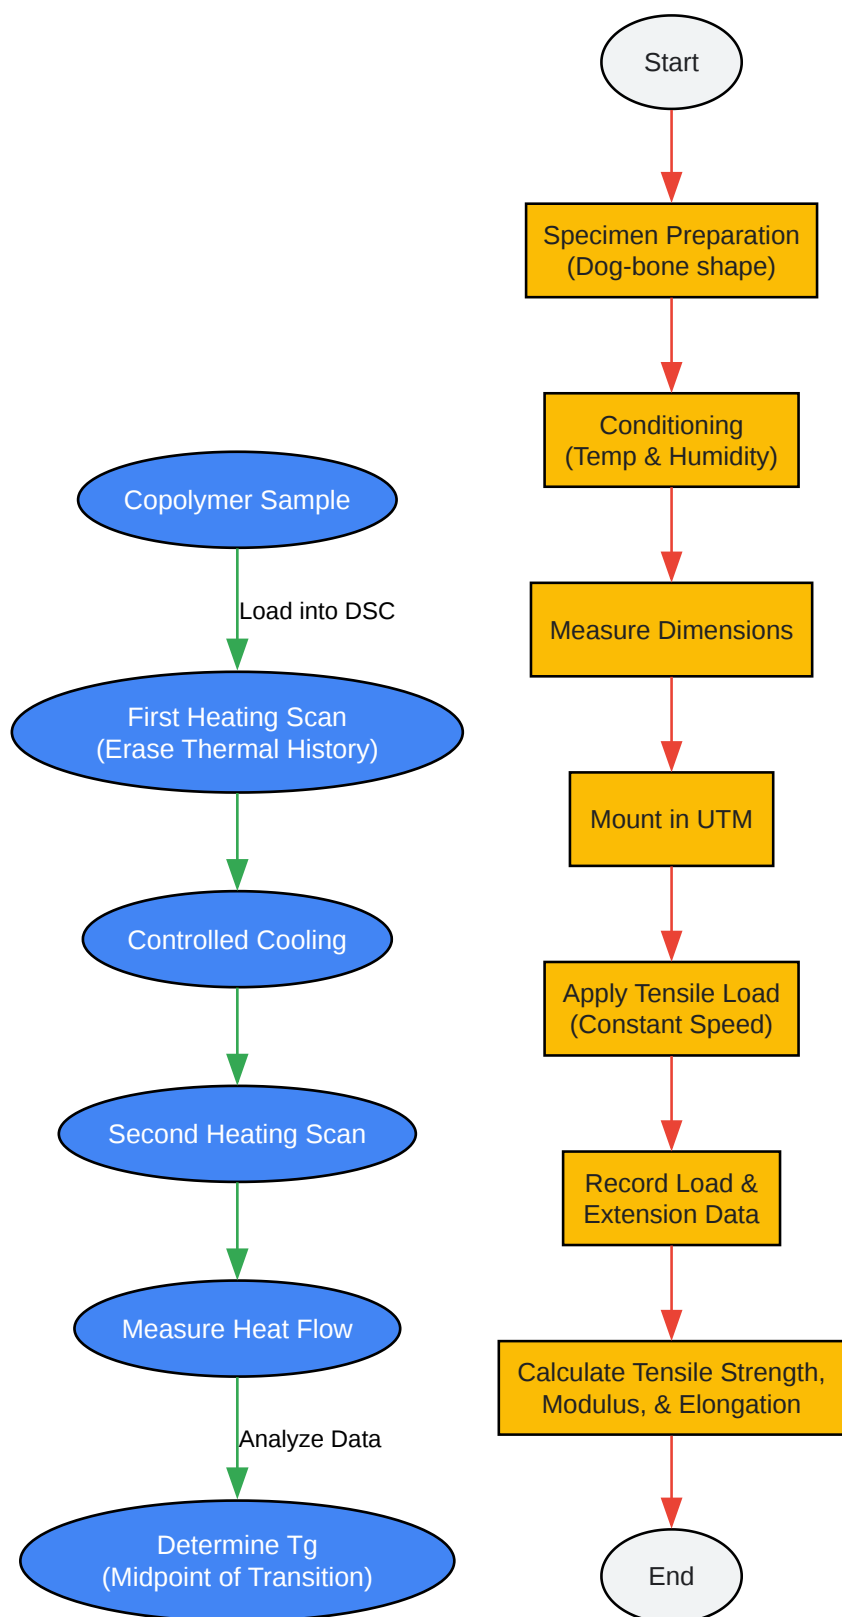 Copolymer Sample
Load into DSC
First Heating Scan
(Erase Thermal History)
Controlled Cooling
Second Heating Scan
Measure Heat Flow
Analyze Data
Determine Tg
(Midpoint of Transition)
Start
Specimen Preparation
(Dog-bone shape)
Conditioning
(Temp & Humidity)
Measure Dimensions
Mount in UTM
Apply Tensile Load
(Constant Speed)
Record Load &
Extension Data
Calculate Tensile Strength,
Modulus, & Elongation
End